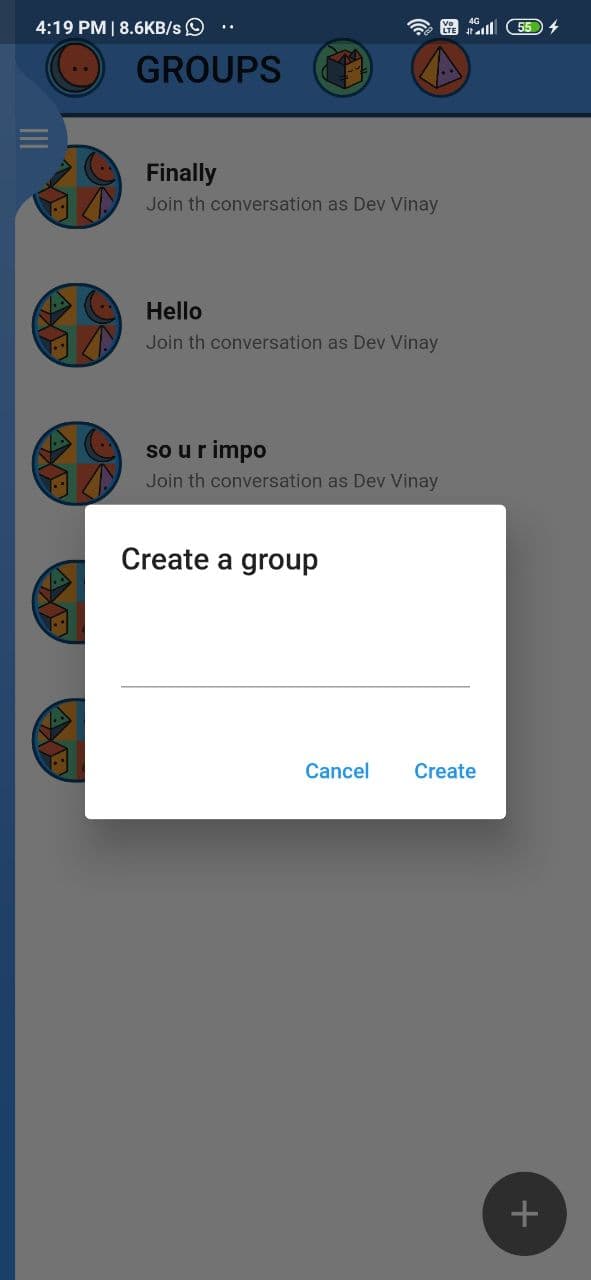 4:19 PM | 8.6KB/s
Vo
LTE
4G
55
GROUPS
Finally
Join th conversation as Dev Vinay
Hello
Join th conversation as Dev Vinay
so u r impo
Join th conversation as Dev Vinay
Create a group
Cancel Create